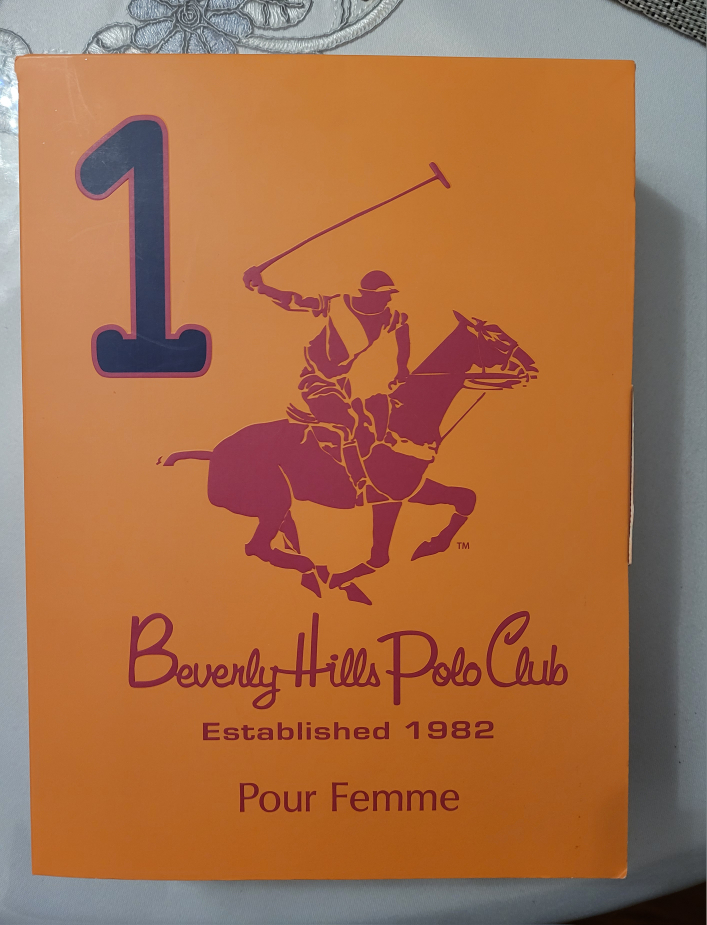 1
TM
Beverly Hills Polo Club
Established 1982
Pour Femme